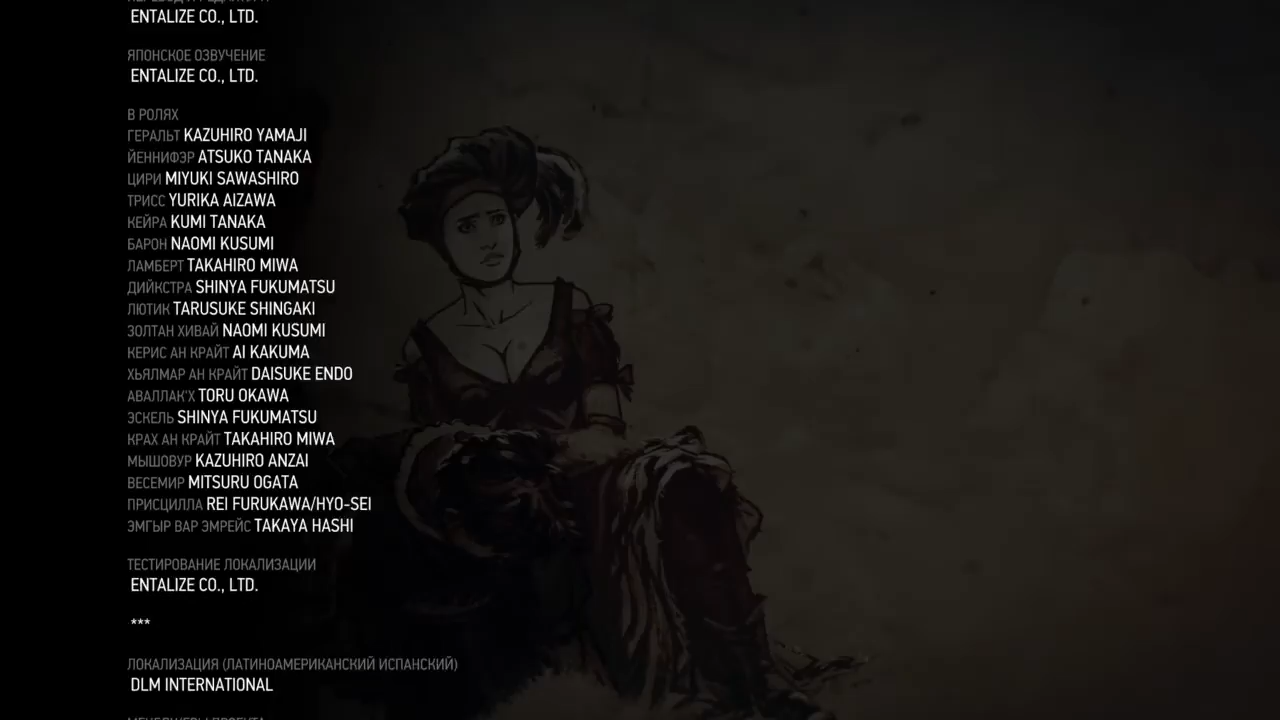 ENTALIZE CO., LTD.
ЯПОНСКОЕ ОЗВУЧЕНИЕ
ENTALIZE CO., LTD.
В РОЛЯХ
ГЕРАЛЬТ KAZUHIRO YAMAJI
ЙЕННИФЭР ATSUKO TANAKA
ЦИРИ MIYUKI SAWASHIRO
ТРИСС YURIKA AIZAWA
КЕЙРА KUMI TANAKA
БАРОН NAOMI KUSUMI
ЛАМБЕРТ TAKAHIRO MIWA
ДИЙКСТРА SHINYA FUKUMATSU
ЛЮТИК TARUSUKE SHINGAKI
ЗОЛТАН ХИВАЙ NAOMI KUSUMI
КЕРИС АН КРАЙТ AI KAKUMA
ХЬЯЛМАР АН КРАЙТ DAISUKE ENDO
АВАЛЛАК'Х TORU OKAWA
ЭСКЕЛЬ SHINYA FUKUMATSU
КРАХ АН КРАЙТ TAKAHIRO MIWA
МЫШОВУР KAZUHIRO ANZAI
ВЕСЕМИР MITSURU OGATA
ПРИСЦИЛЛА REI FURUKAWA/HYO-SEI
ЭМГЫР ВАР ЭМРЕЙС TAKAYA HASHI
ТЕСТИРОВАНИЕ ЛОКАЛИЗАЦИИ
ENTALIZE CO., LTD.
***
ЛОКАЛИЗАЦИЯ (ЛАТИНОАМЕРИКАНСКИЙ ИСПАНСКИЙ)
DLM INTERNATIONAL